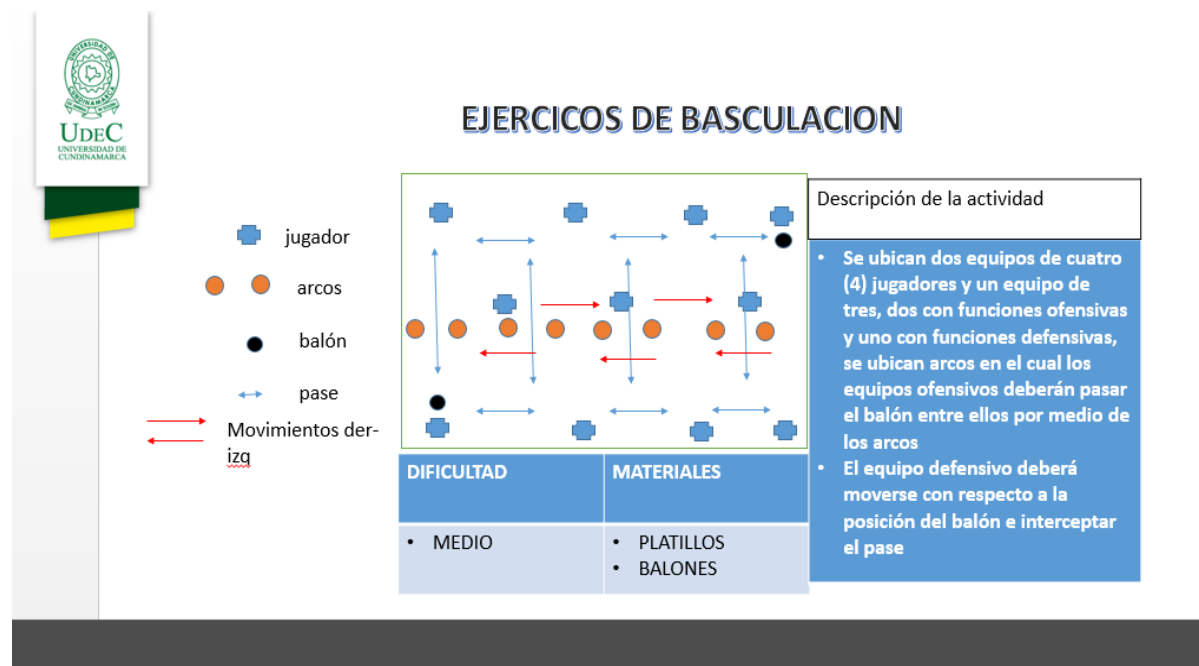 UNIVERSIDAD DE
CUNDINAMARCA
UDEC
UNIVERSIDAD DE
CUNDINAMARCA
EJERCICOS DE BASCULACION
jugador
arcos
balón
pase
Movimientos der-
izq
DIFICULTAD
MATERIALES
• MEDIO
• PLATILLOS
• BALONES
Descripción de la actividad
• Se ubican dos equipos de cuatro
(4) jugadores y un equipo de
tres, dos con funciones ofensivas
y uno con funciones defensivas,
se ubican arcos en el cual los
equipos ofensivos deberán pasar
el balón entre ellos por medio de
los arcos
• El equipo defensivo deberá
moverse con respecto a la
posición del balón e interceptar
el pase